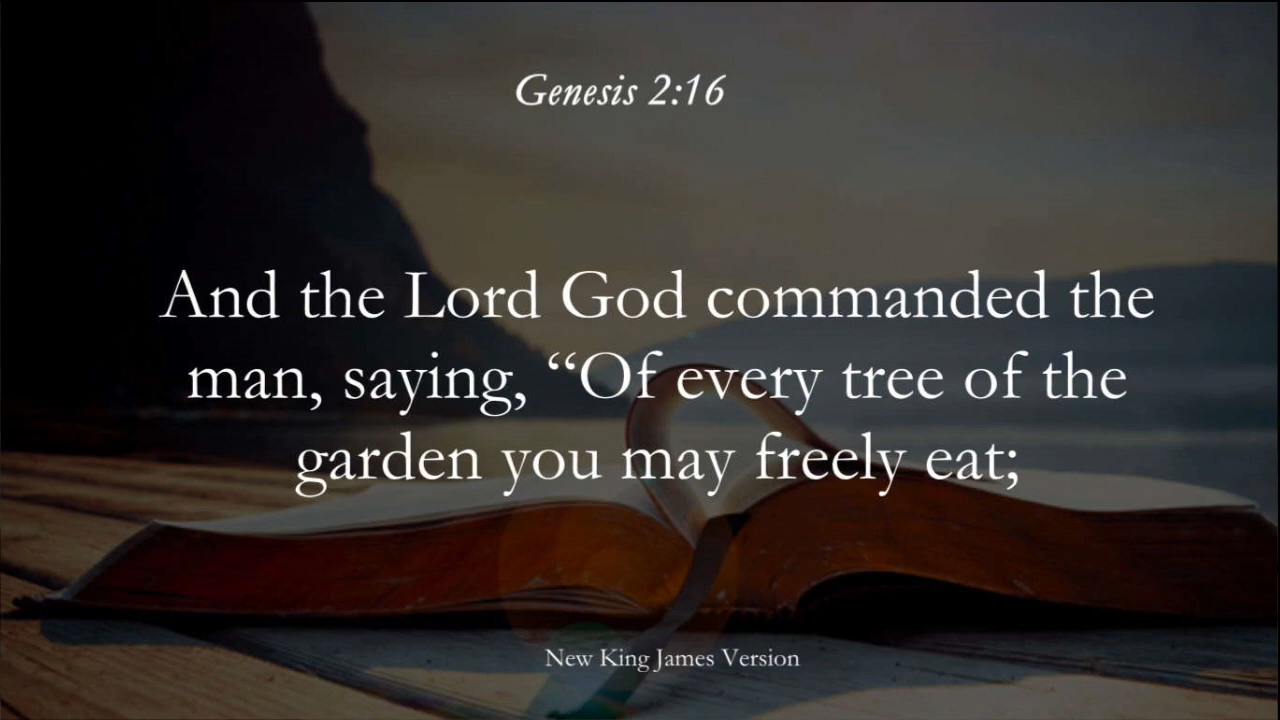 Genesis 2:16
And the Lord God commanded the
man, saying, “Of every tree of the
garden you may freely eat;
New King James Version